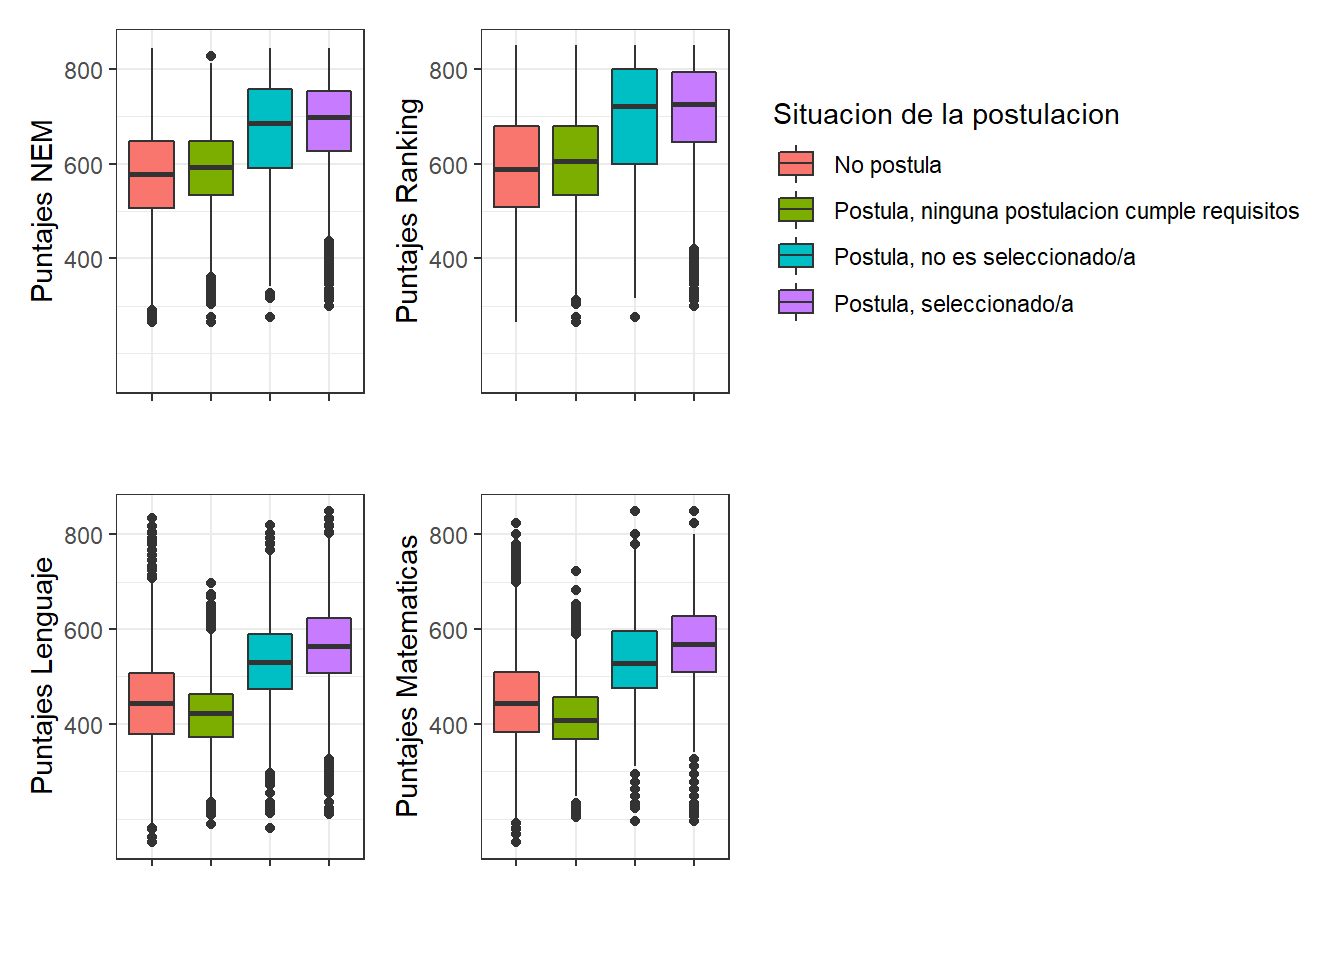 Puntajes NEM
800
600
400
Puntajes Ranking
800
600
400
Situacion de la postulacion
No postula
Postula, ninguna postulacion cumple requisitos
Postula, no es seleccionado/a
Postula, seleccionado/a
Puntajes Lenguaje
800
600
400
Puntajes Matematicas
800
600
400